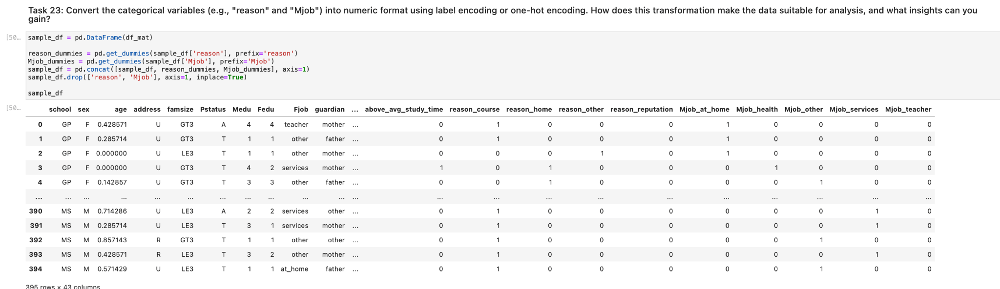 Task 23: Convert the categorical variables (e.g., "reason" and "Mjob") into numeric format using label encoding or one-hot encoding. How does this transformation make the data suitable for analysis, and what insights can you
gain?
[50…
sample_df = pd.DataFrame(df_mat)
reason_dummies = pd.get_dummies(sample_df['reason'], prefix='reason')
Mjob_dummies = pd.get_dummies(sample_df['Mjob'], prefix='Mjob')
sample_df = pd.concat([sample_df, reason_dummies, Mjob_dummies], axis=1)
sample_df.drop(['reason', 'Mjob'], axis=1, inplace=True)
sample_df
[50…
school sex age address famsize Pstatus Medu Fedu Fjob guardian ... above_avg_study_time reason_course reason_home reason_other reason_reputation Mjob_at_home Mjob_health Mjob_other Mjob_services Mjob_teacher
0 GP F 0.428571 U GT3 A 4 4 teacher mother ... 0 1 0 0 0 1 0 0 0 0
1 GP F 0.285714 U GT3 T 1 1 other father ... 0 1 0 0 0 1 0 0 0 0
2 GP F 0.000000 U LE3 T 1 1 other mother ... 0 0 0 1 0 1 0 0 0 0
3 GP F 0.000000 U GT3 T 4 2 services mother ... 1 0 1 0 0 0 1 0 0 0
4 GP F 0.142857 U GT3 T 3 3 other father ... 0 0 1 0 0 0 0 1 0 0
... ... ... ... ... ... ... ... ... ... ... ... ... ... ... ... ... ... ... ... ... ...
390 MS M 0.714286 U LE3 A 2 2 services other ... 0 1 0 0 0 0 0 0 1 0
391 MS M 0.285714 U LE3 T 3 1 services mother ... 0 1 0 0 0 0 0 0 1 0
392 MS M 0.857143 R GT3 T 1 1 other other ... 0 1 0 0 0 0 0 1 0 0
393 MS M 0.428571 R LE3 T 3 2 other mother ... 0 1 0 0 0 0 0 0 1 0
394 MS M 0.571429 U LE3 T 1 1 at_home father ... 0 1 0 0 0 0 0 1 0 0
395 rows × 43 columns